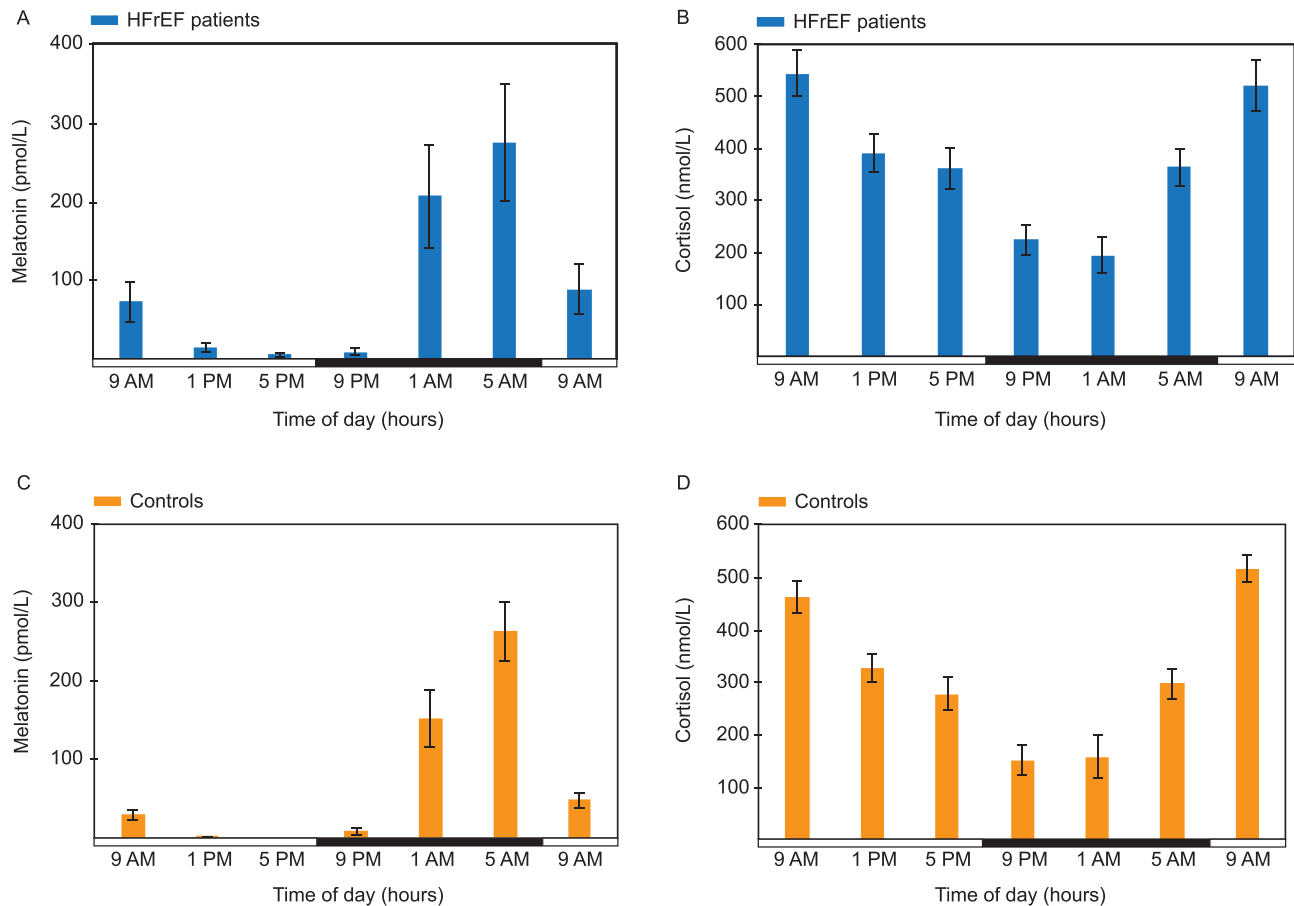 A
HFrEF patients
400
300
200
100
Melatonin (pmol/L)
9 AM 1 PM 5 PM 9 PM 1 AM 5 AM 9 AM
Time of day (hours)
B
HFrEF patients
600
500
400
300
200
100
Cortisol (nmol/L)
9 AM 1 PM 5 PM 9 PM 1 AM 5 AM 9 AM
Time of day (hours)
C
Controls
400
300
200
100
Melatonin (pmol/L)
9 AM 1 PM 5 PM 9 PM 1 AM 5 AM 9 AM
Time of day (hours)
D
Controls
600
500
400
300
200
100
Cortisol (nmol/L)
9 AM 1 PM 5 PM 9 PM 1 AM 5 AM 9 AM
Time of day (hours)